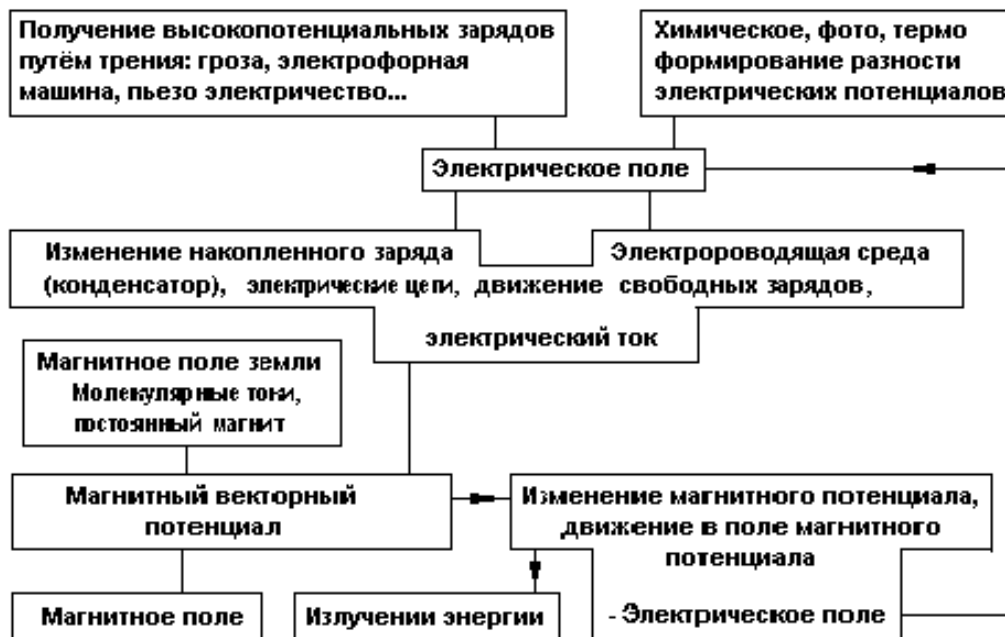 Получение высокопотенциальных зарядов
путём трения: гроза, электрофорная
машина, пьезо электричество...
Химическое, фото, термо
формирование разности
электрических потенциалов
Электрическое поле
Изменение накопленного заряда
Электророводящая среда
(конденсатор), электрические цепи, движение свободных зарядов,
электрический ток
Магнитное поле земли
Молекулярные токи,
постоянный магнит
Магнитный векторный
потенциал
Изменение магнитного потенциала,
движение в поле магнитного
потенциала
Магнитное поле
Излучении энергии
- Электрическое поле